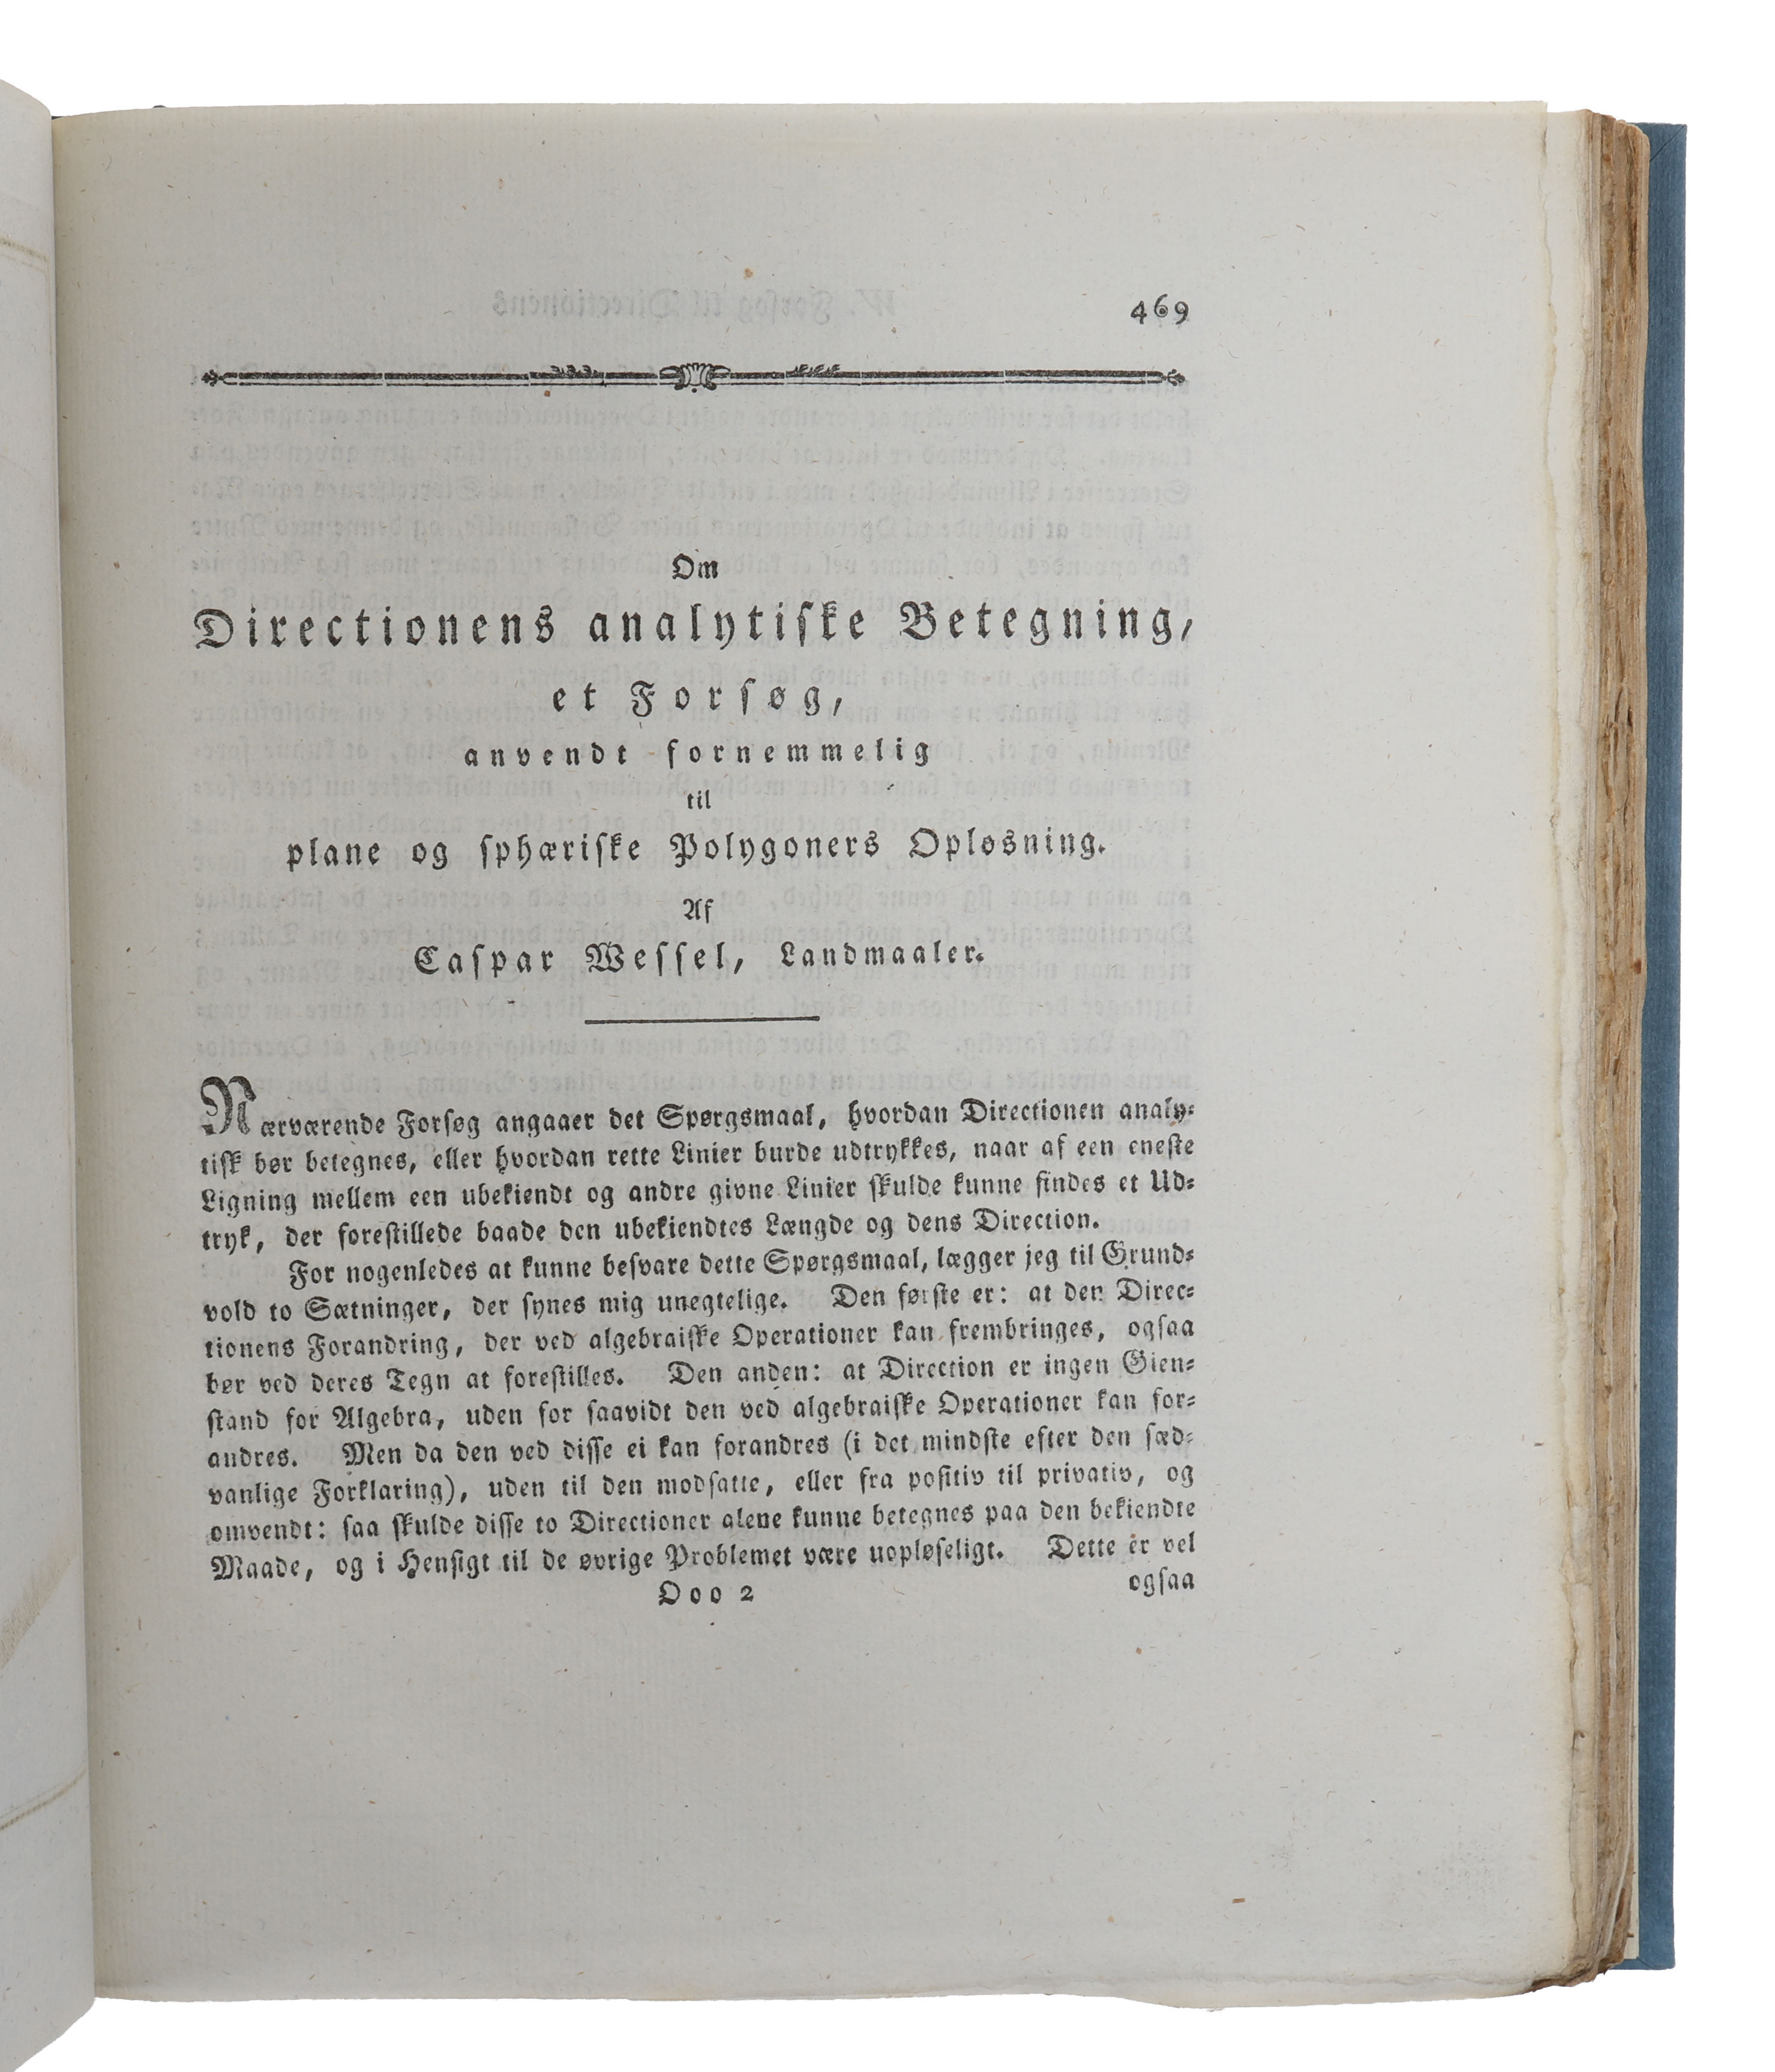 469
Om
Directionens analytiske Betegning,
et Forsøg,
anvendt fornemmelig
til
plane og sphæriske Polygoners Opløsning.
Af
Caspar Wessel, Landmaaler.
Nærværende Forsøg angaaer det Spørgsmaal, hvordan Directionen analy-
tisk bør betegnes, eller hvordan rette Linier burde udtrykkes, naar af een eneste
Ligning mellem een ubekiendt og andre givne Linier skulde kunne findes et Ud-
tryk, der forestillede baade den ubekiendtes Længde og dens Direction.
For nogenledes at kunne besvare dette Spørgsmaal, lægger jeg til Grund-
vold to Sætninger, der synes mig unegtelige. Den første er: at den Direc-
tionens Forandring, der ved algebraiske Operationer kan frembringes, ogsaa
bør ved deres Tegn at forestilles. Den anden: at Direction er ingen Gien-
stand for Algebra, uden for saavidt den ved algebraiske Operationer kan for-
andres. Men da den ved disse ei kan forandres (i det mindste efter den sæd-
vanlige Forklaring), uden til den modsatte, eller fra positiv til privativ, og
omvendt: saa skulde disse to Directioner alene kunne betegnes paa den bekiendte
Maade, og i Hensigt til de øvrige Problemet være uopløseligt. Dette er vel
Ooo 2 ogsaa